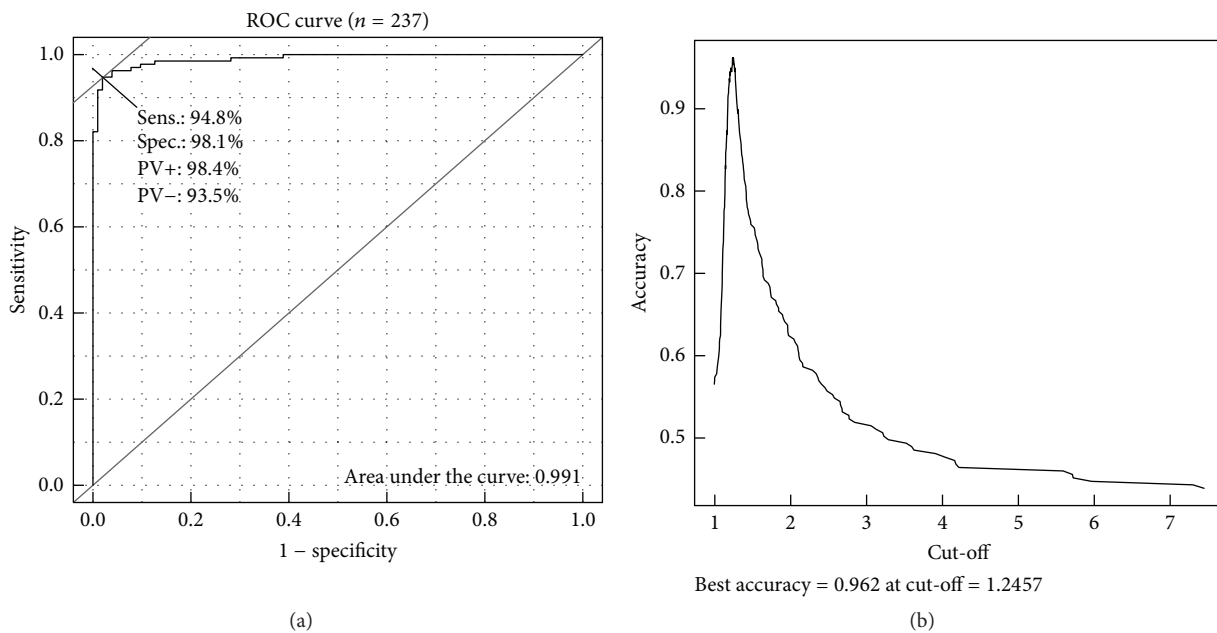 ROC curve (n = 237)
1.0
0.8
0.6
0.4
0.2
0.0
Sensitivity
Sens.: 94.8%
Spec.: 98.1%
PV+: 98.4%
PV−: 93.5%
Area under the curve: 0.991
0.0 0.2 0.4 0.6 0.8 1.0
1 − specificity
(a)
0.9
0.8
0.7
0.6
0.5
Accuracy
1 2 3 4 5 6 7
Cut-off
Best accuracy = 0.962 at cut-off = 1.2457
(b)